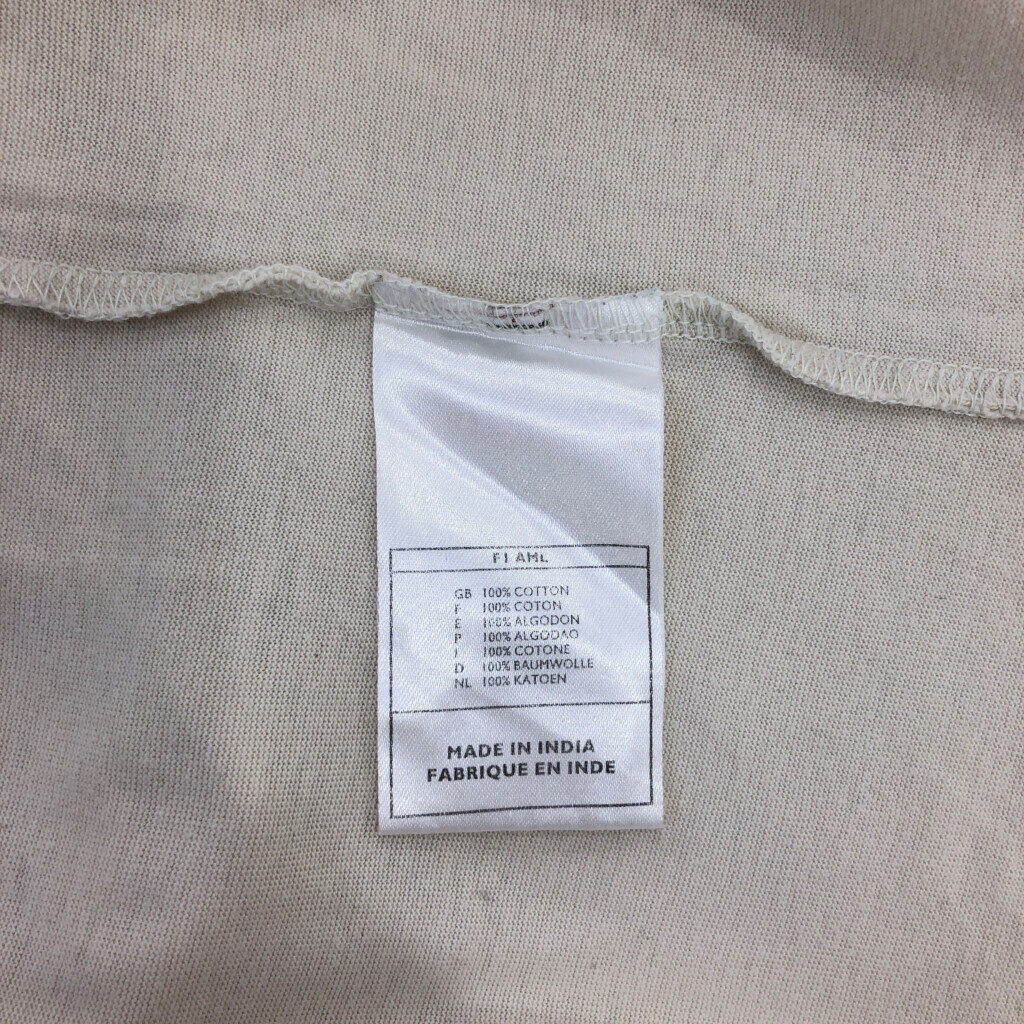 F1 AML
GB 100% COTTON
F 100% COTON
E 100% ALGODON
P 100% ALGODAO
I 100% COTONE
D 100% BAUMWOLLE
NL 100% KATOEN
MADE IN INDIA
FABRIQUE EN INDE